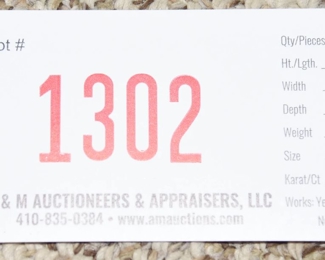 ot #
1302
& M AUCTIONEERS & APPRAISERS, LLC
410-835-0384 • www.amauctions.com
Qty/Pieces
Ht./Lgth.
Width
Depth
Weight
Size
Karat/Ct
Works: Ye
N